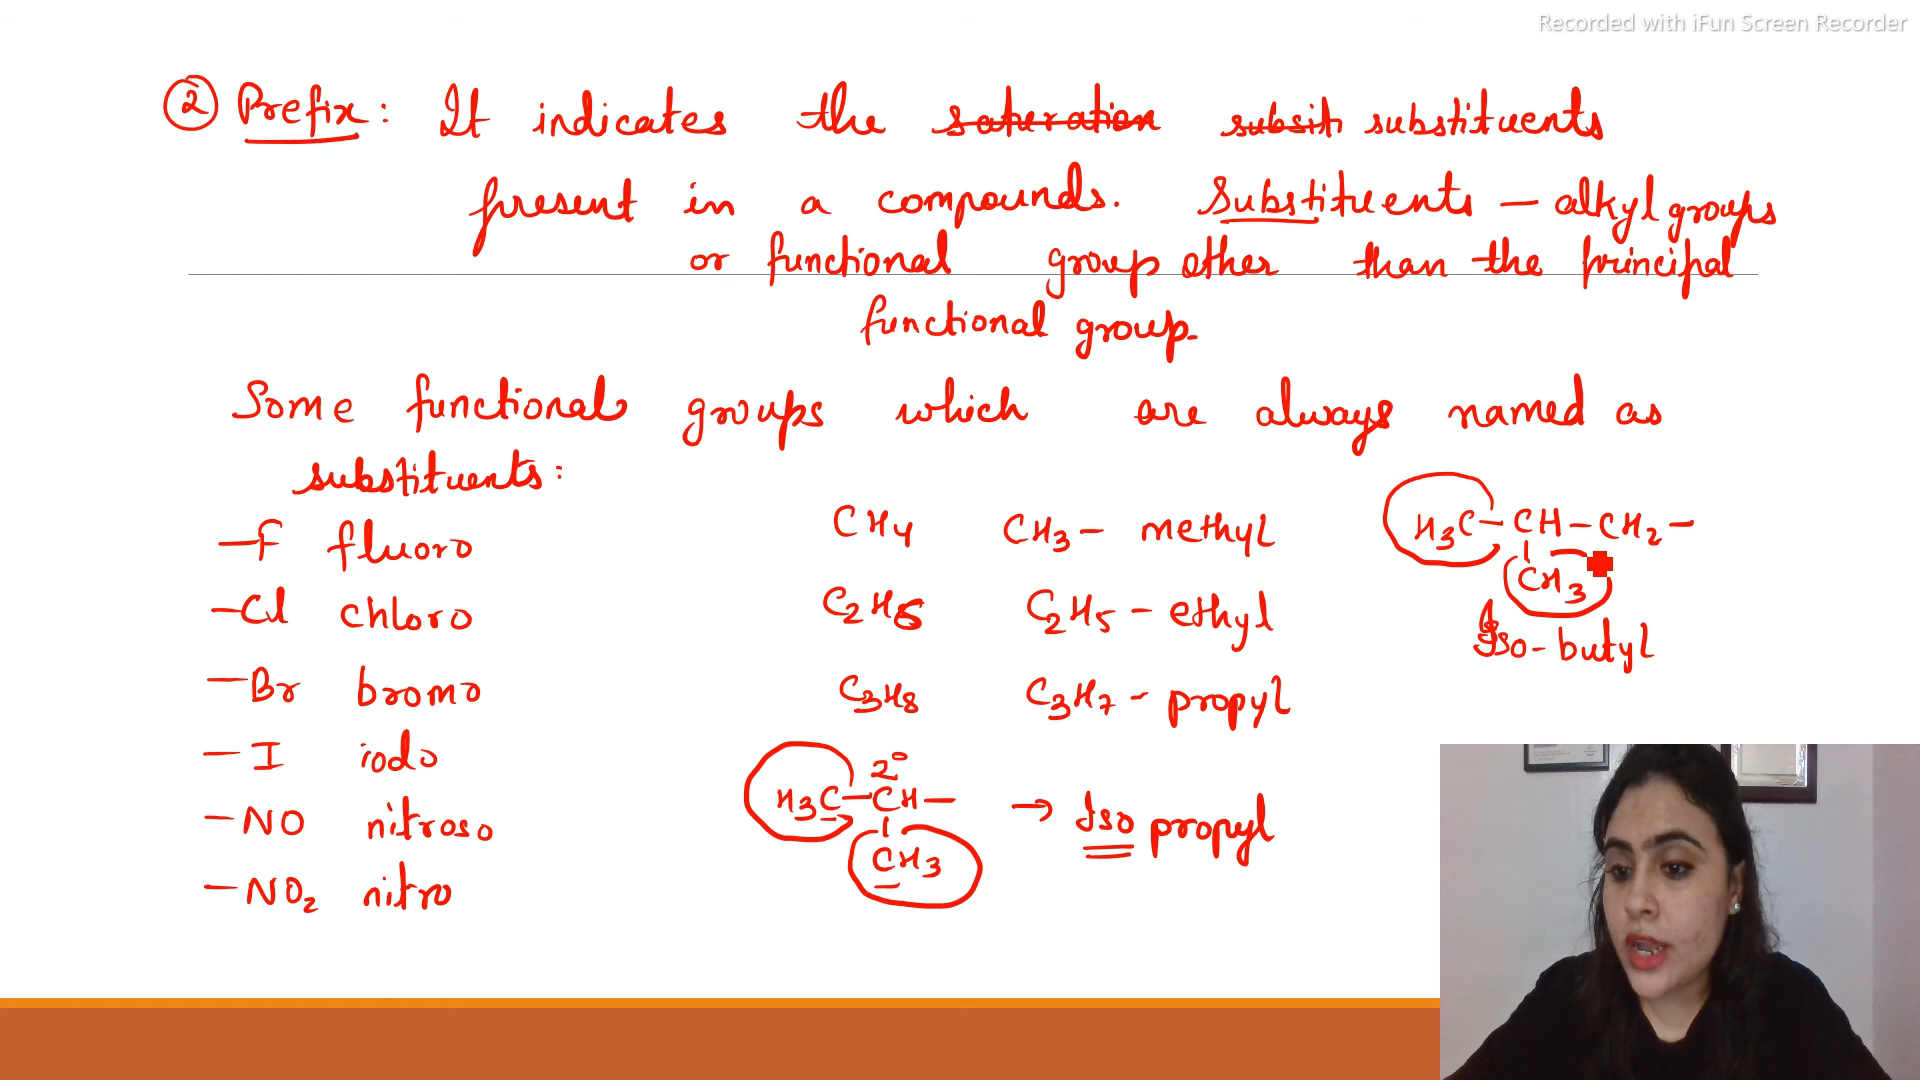 Recorded with iFun Screen Recorder
② Prefix: It indicates the saturation subsit substituents
present in a compounds. Substituents – alkyl groups
or functional group other than the principal
functional group.
Some functional groups which are always named as
substituents:
–F fluoro
–Cl chloro
–Br bromo
–I iodo
–NO nitroso
–NO₂ nitro
CH₄ CH₃– methyl
C₂H₆ C₂H₅– ethyl
C₃H₈ C₃H₇– propyl
2°
H₃C–CH– → Iso propyl
CH₃
H₃C–CH–CH₂–
CH₃
Iso-butyl